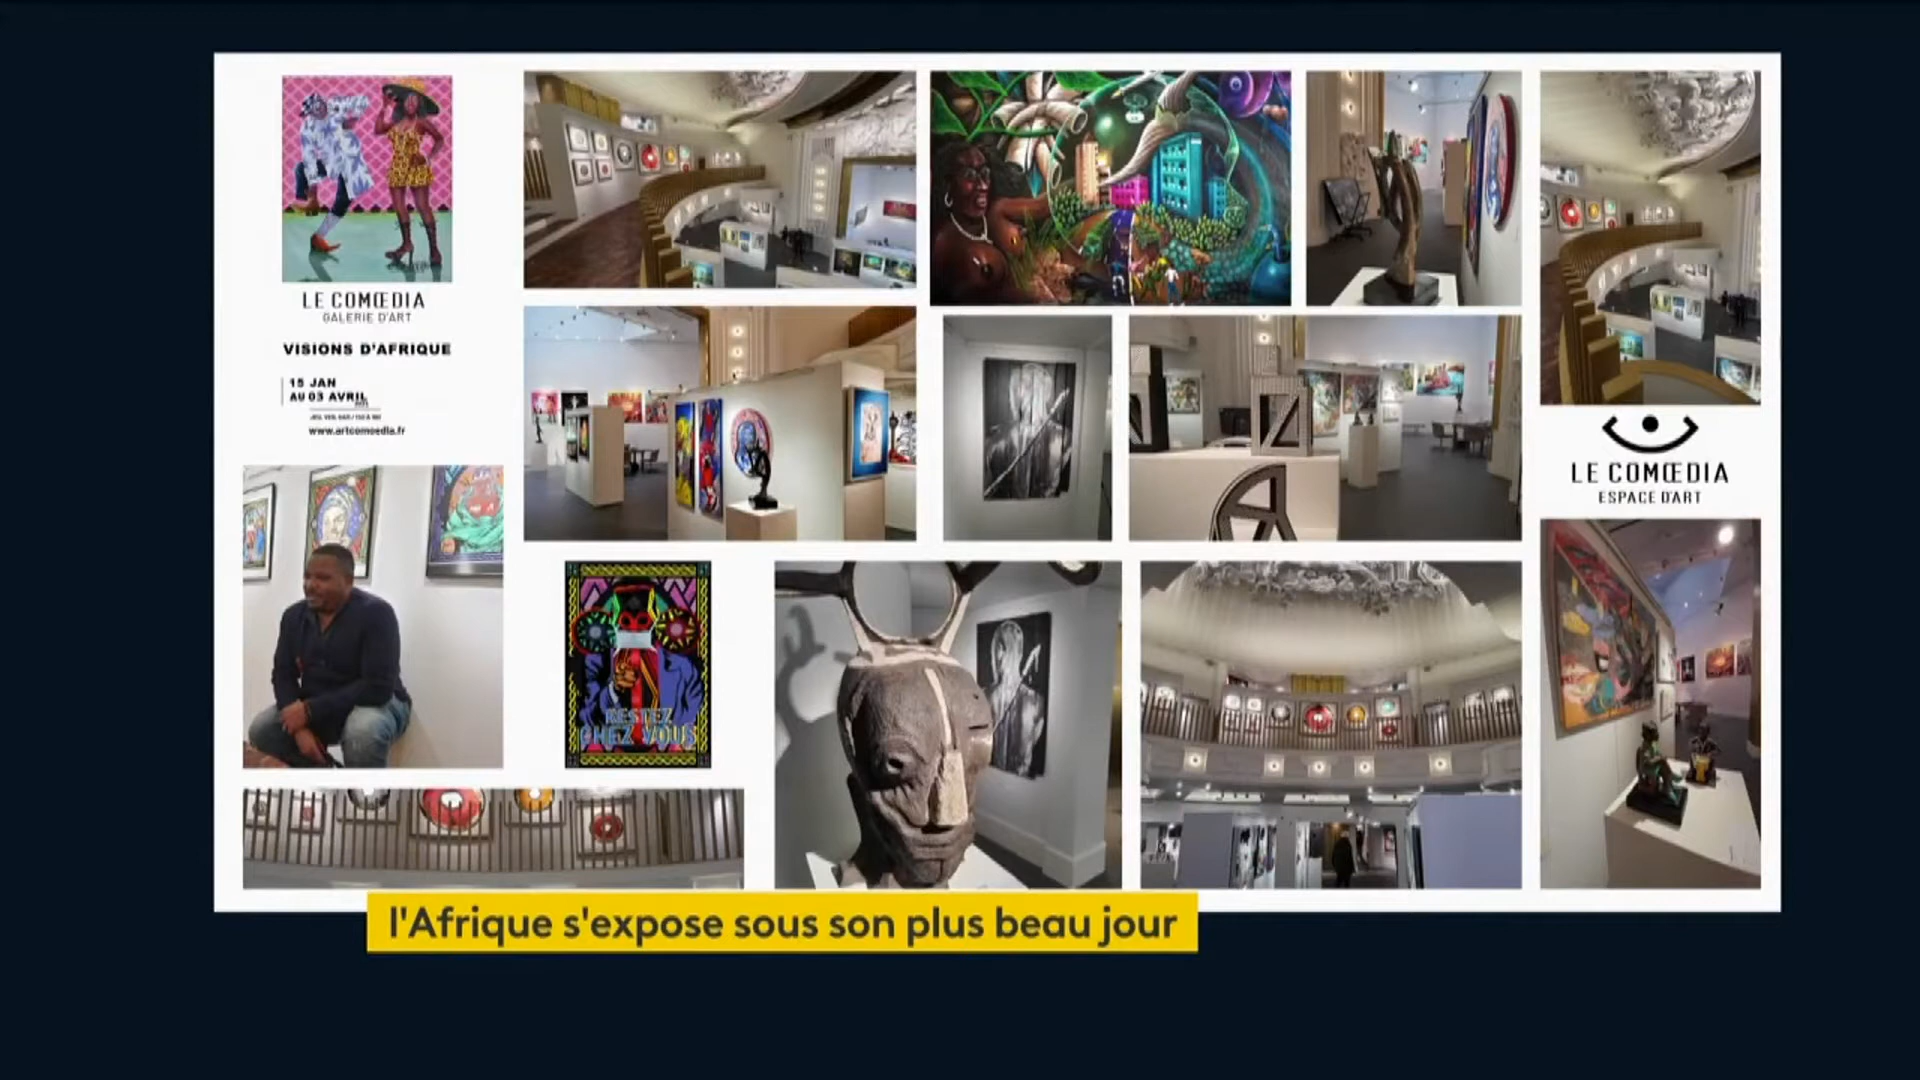 LE COMŒDIA
GALERIE D'ART
VISIONS D'AFRIQUE
15 JAN
AU 03 AVRIL
www.artcomoedia.fr
LE COMŒDIA
ESPACE D'ART
RESTEZ
CHEZ VOUS
l'Afrique s'expose sous son plus beau jour